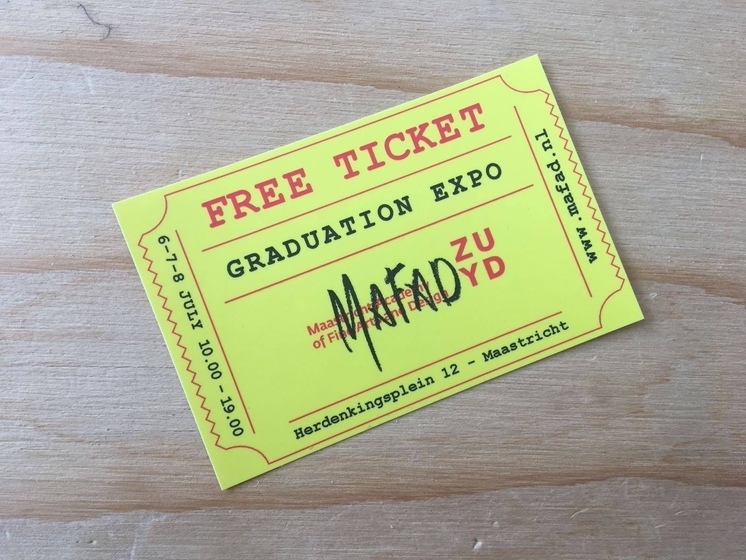 FREE TICKET
GRADUATION EXPO
6-7-8 JULY 10.00-19.00
www.mafad.nl
MAFAD
ZU
YD
Maastricht Academy
of Fine Arts and Design
Herdenkingsplein 12 - Maastricht